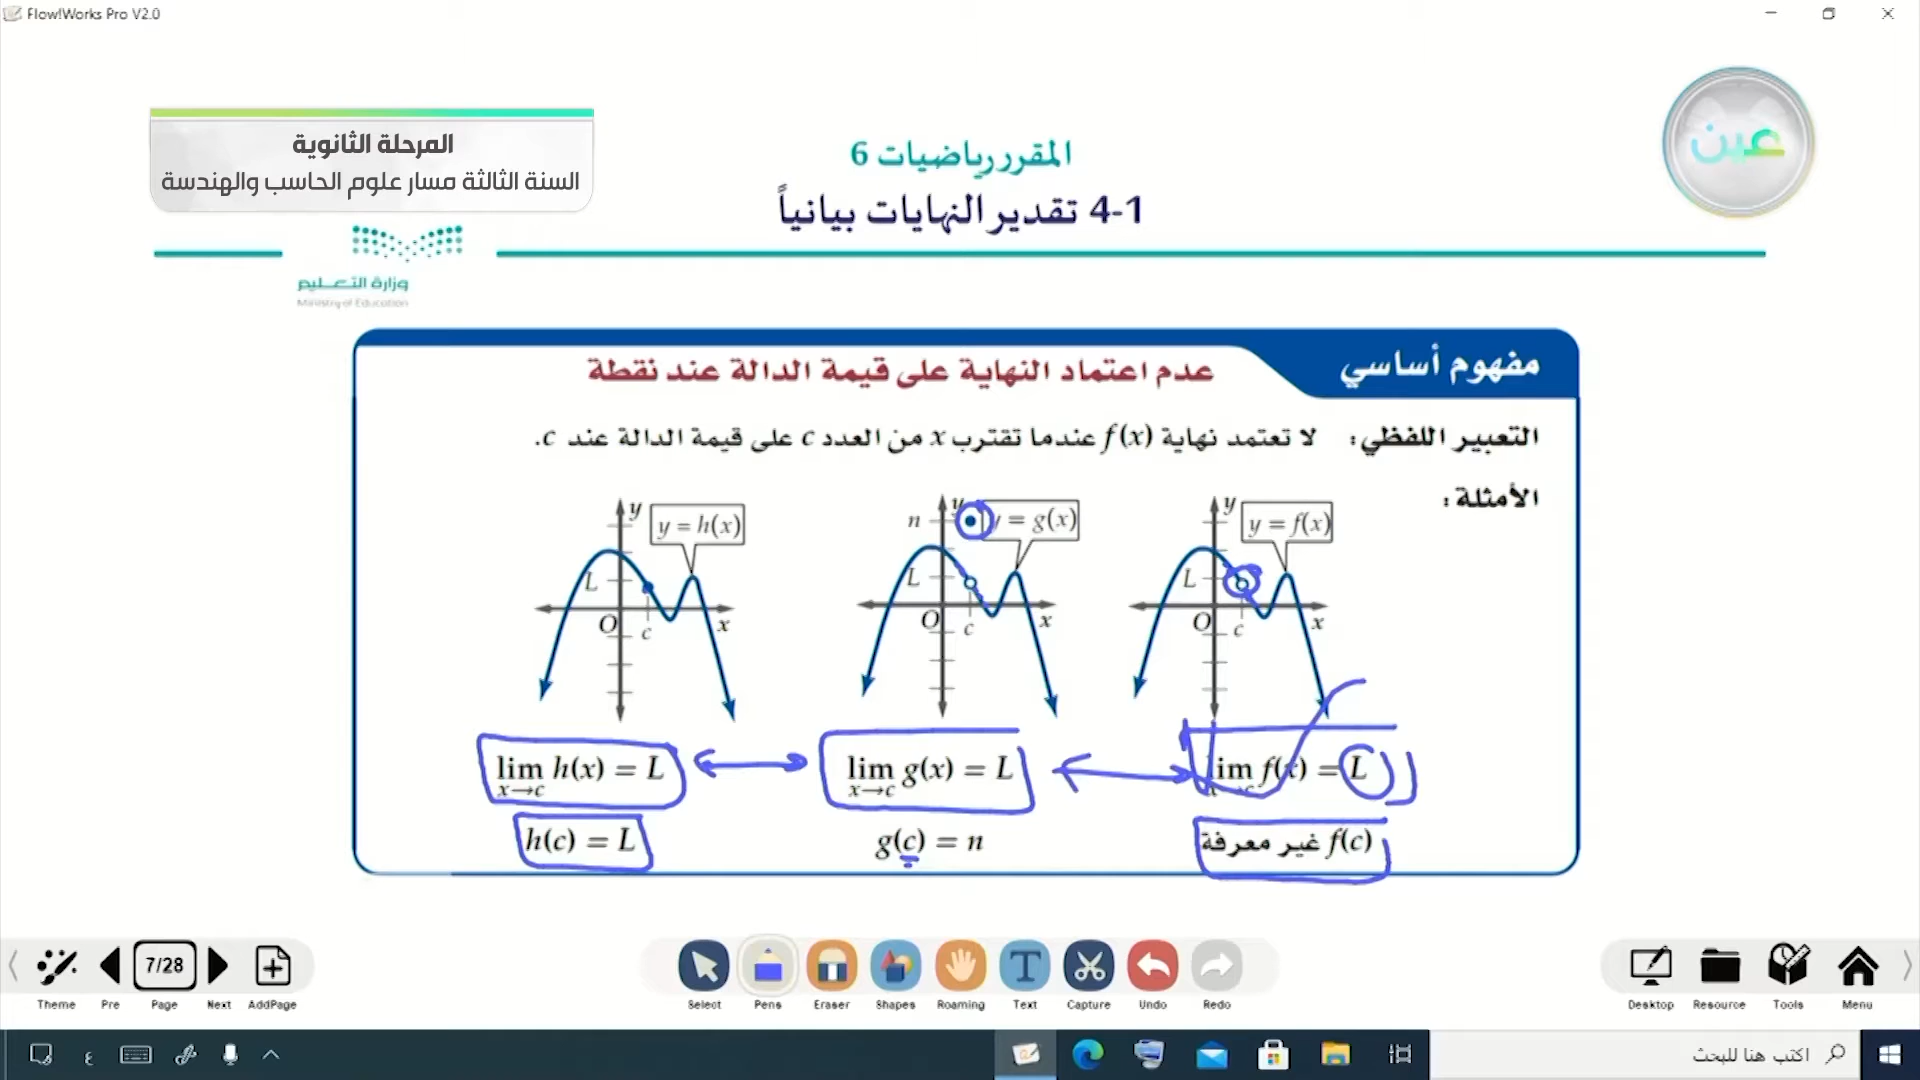 Flow!Works Pro V2.0
عين
المرحلة الثانوية
السنة الثالثة مسار علوم الحاسب والهندسة
المقرر رياضيات 6
4-1 تقدير النهايات بيانياً
وزارة التعليم
Ministry of Education
مفهوم أساسي
عدم اعتماد النهاية على قيمة الدالة عند نقطة
التعبير اللفظي: لا تعتمد نهاية f(x) عندما تقترب x من العدد c على قيمة الدالة عند c.
الأمثلة:
y
y = f(x)
L
O
c
x
lim f(x) = L
x→c
f(c) غير معرفة
y
n
y = g(x)
L
O
c
x
lim g(x) = L
x→c
g(c) = n
y
y = h(x)
L
O
c
x
lim h(x) = L
x→c
h(c) = L
7/28
Theme Pre Page Next AddPage
Select Pens Eraser Shapes Roaming Text Capture Undo Redo
Desktop Resource Tools Menu
ع
اكتب هنا للبحث